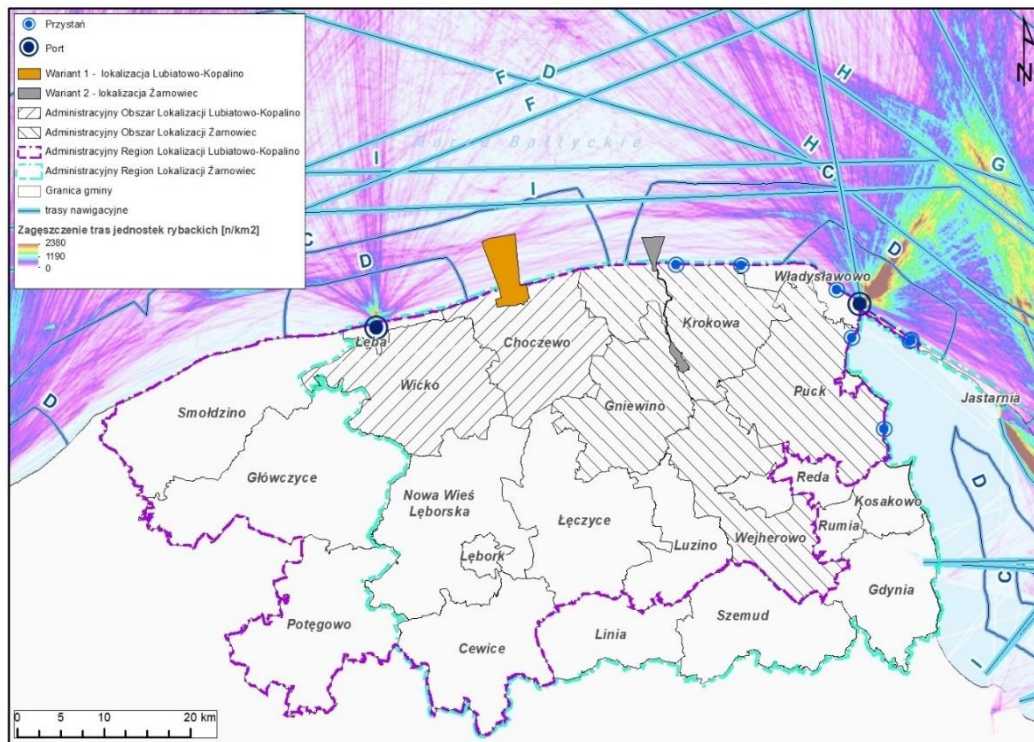 Przystań
Port
Wariant 1 - lokalizacja Lubiatowo-Kopalino
Wariant 2 - lokalizacja Żarnowiec
Administracyjny Obszar Lokalizacji Lubiatowo-Kopalino
Administracyjny Obszar Lokalizacji Żarnowiec
Administracyjny Region Lokalizacji Lubiatowo-Kopalino
Administracyjny Region Lokalizacji Żarnowiec
Granica gminy
trasy nawigacyjne
Zagęszczenie tras jednostek rybackich [n/km2]
2380
1190
0
N
F
D
H
F
H
Morze Bałtyckie
I
G
C
I
C
D
D
Władysławowo
Krokowa
Choczewo
Łeba
Wicko
Puck
Jastarnia
D
Smołdzino
Gniewino
Główczyce
Reda
D
Nowa Wieś
Lęborska
Kosakowo
Łęczyce
Rumia
Wejherowo
Luzino
Lębork
C
Gdynia
Potęgowo
Szemud
Linia
Cewice
I
0 5 10 20 km